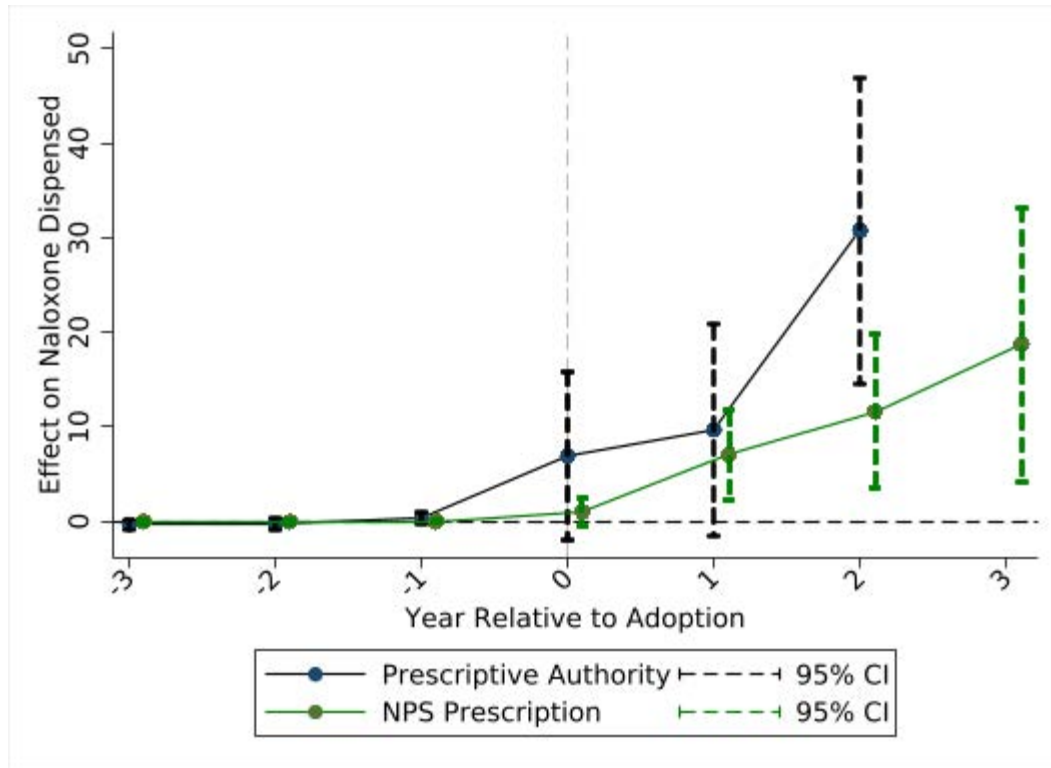 Effect on Naloxone Dispensed
50
40
30
20
10
0
-3 -2 -1 0 1 2 3
Year Relative to Adoption
Prescriptive Authority 95% CI
NPS Prescription 95% CI